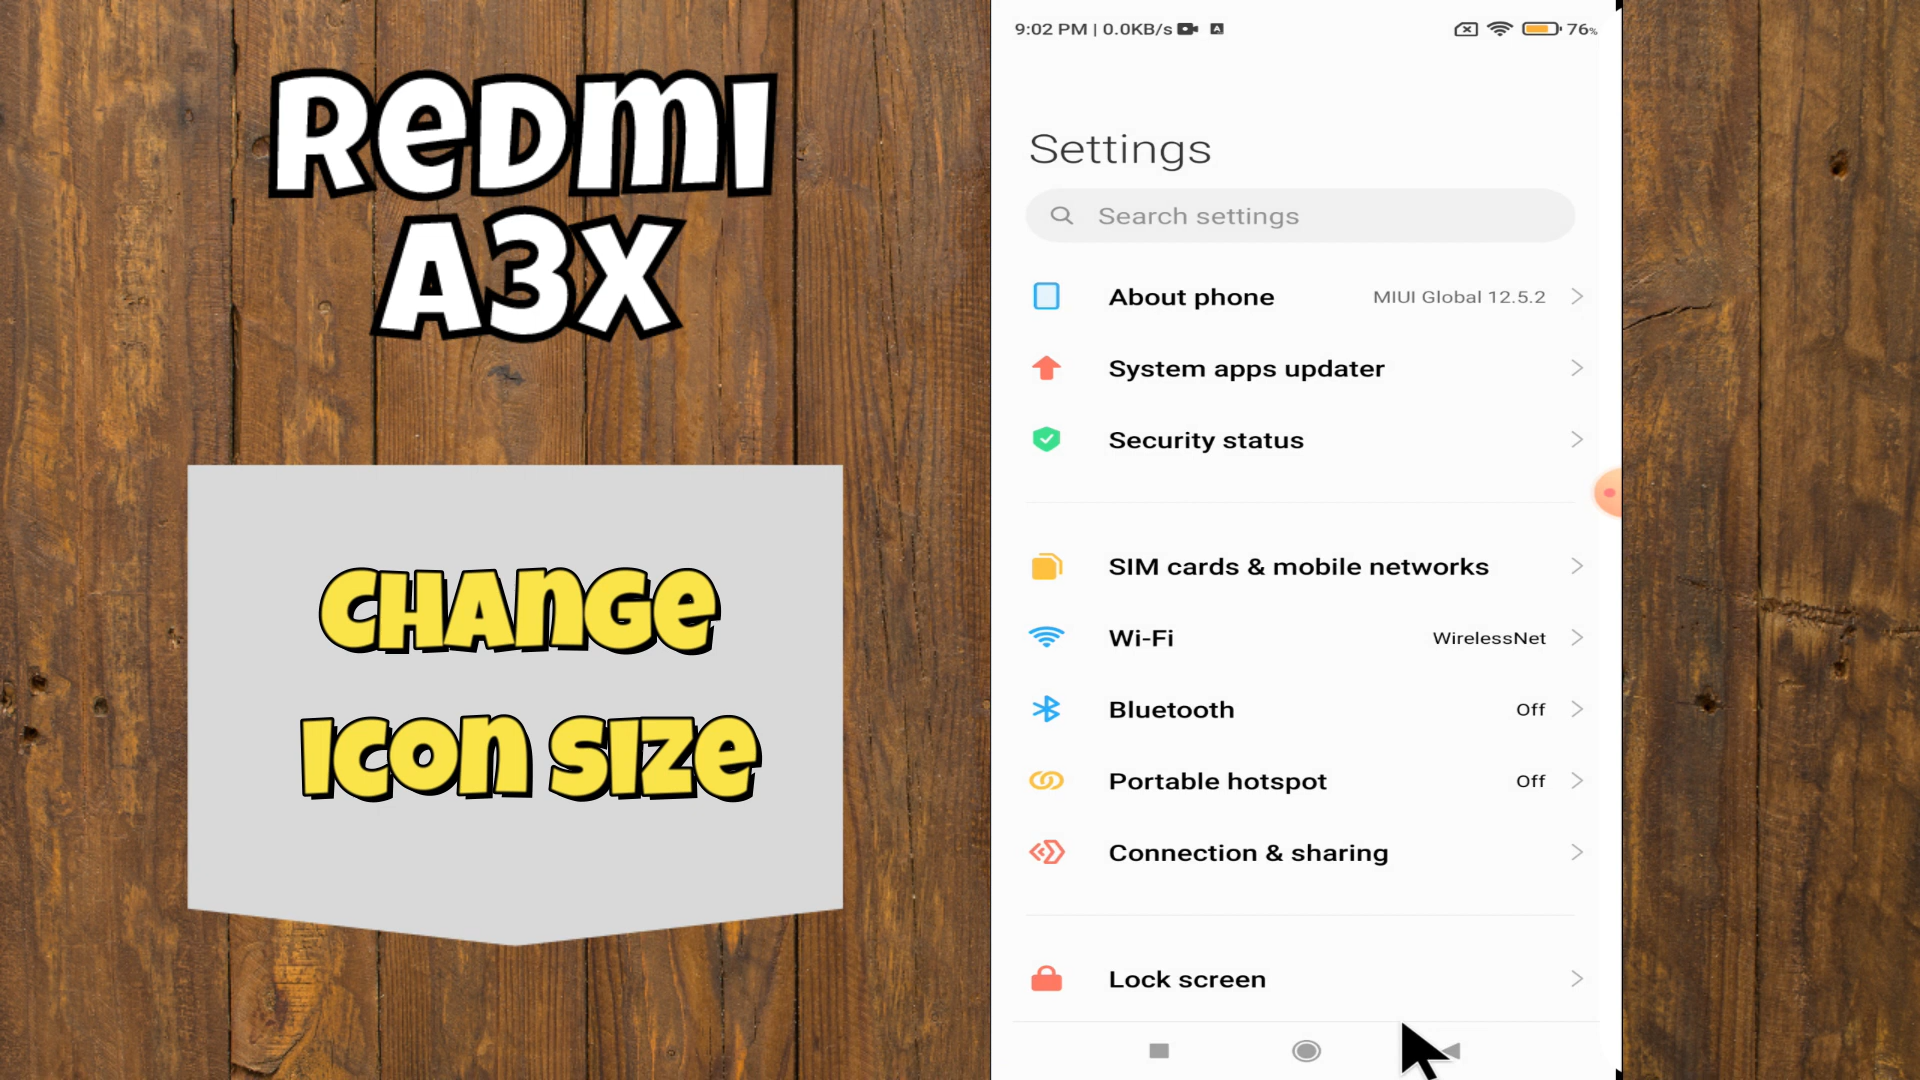 Redmi
A3X
Change
Icon Size
9:02 PM | 0.0KB/s
A
76%
Settings
Search settings
About phone MIUI Global 12.5.2
System apps updater
Security status
SIM cards & mobile networks
Wi-Fi WirelessNet
Bluetooth Off
Portable hotspot Off
Connection & sharing
Lock screen